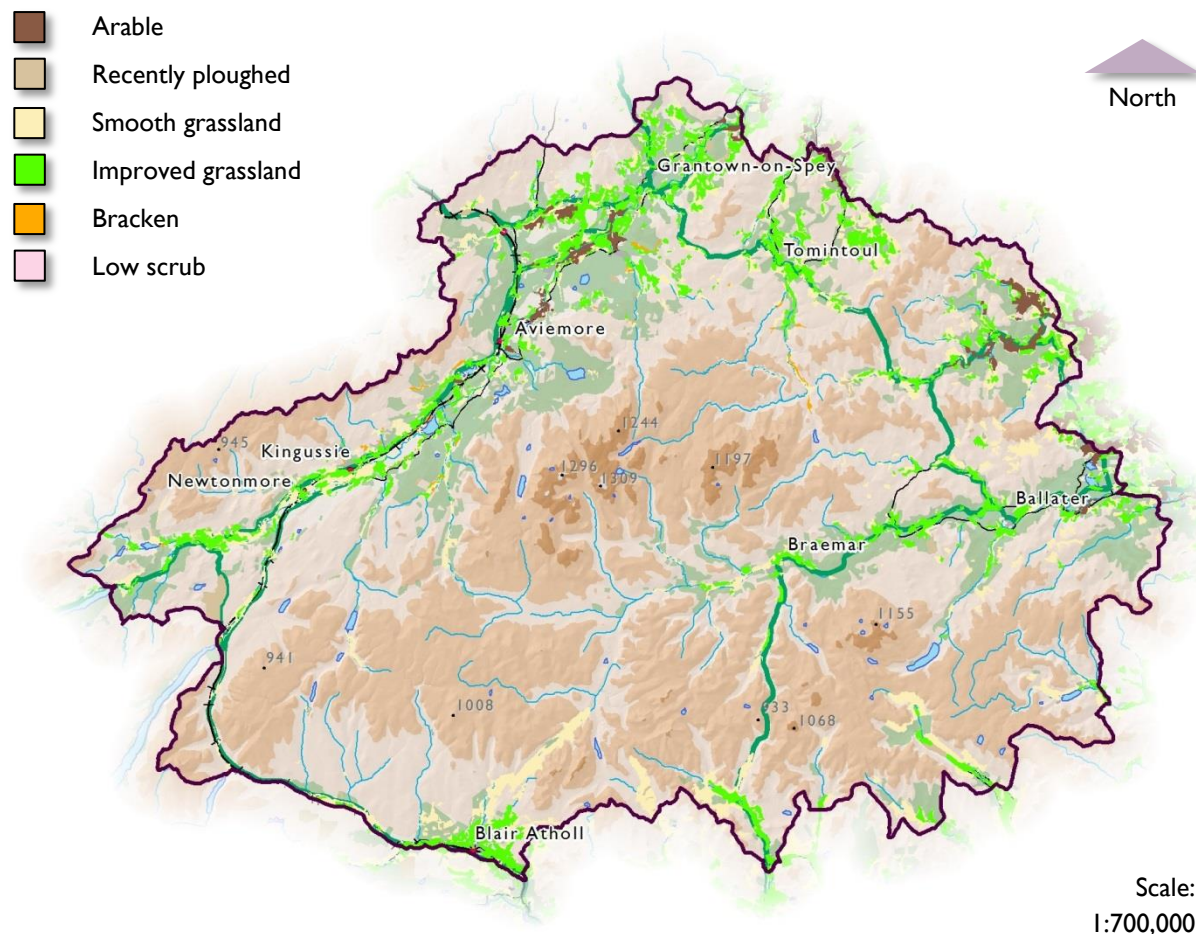 Arable
Recently ploughed
Smooth grassland
Improved grassland
Bracken
Low scrub
North
Grantown-on-Spey
Tomintoul
Aviemore
1244
945
Kingussie
1296
1309
1197
Newtonmore
Ballater
Braemar
1155
941
1008
933
1068
Blair Atholl
Scale:
1:700,000